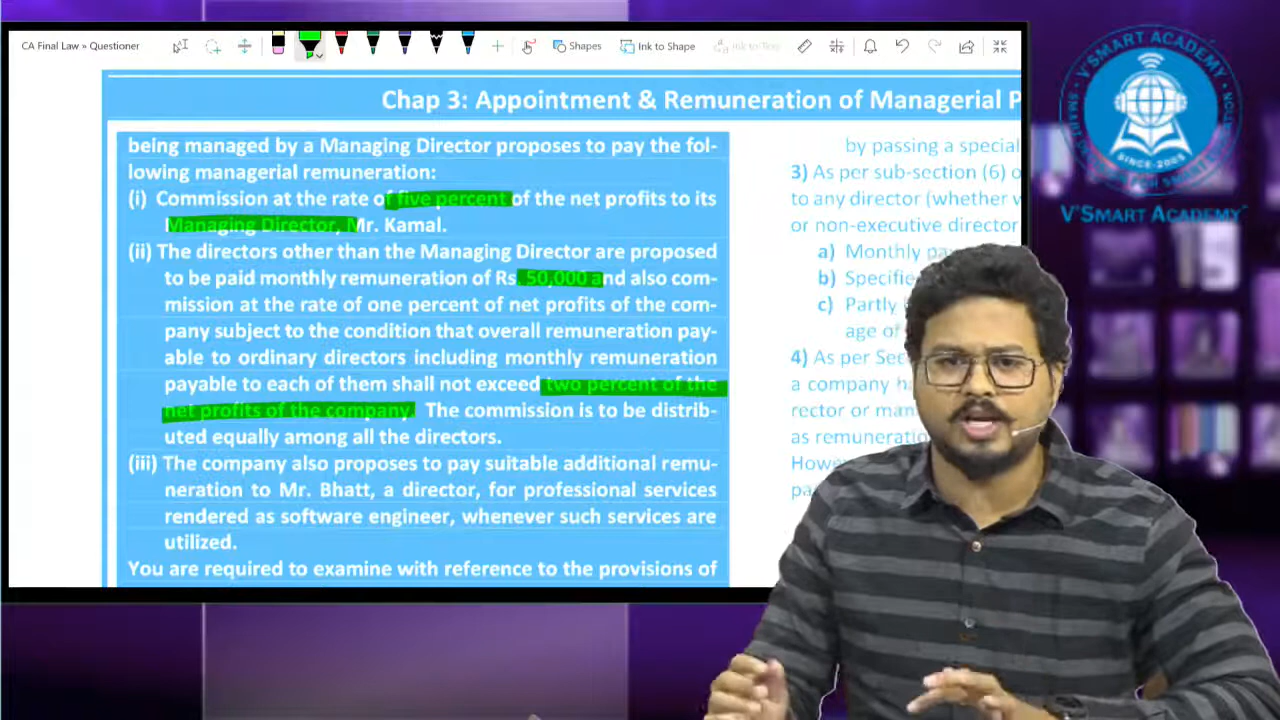 CA Final Law » Questioner
Shapes
Ink to Shape
Ink to Text
Chap 3: Appointment & Remuneration of Managerial P
being managed by a Managing Director proposes to pay the fol-
lowing managerial remuneration:
(i) Commission at the rate of five percent of the net profits to its
Managing Director, Mr. Kamal.
(ii) The directors other than the Managing Director are proposed
to be paid monthly remuneration of Rs. 50,000 and also com-
mission at the rate of one percent of net profits of the com-
pany subject to the condition that overall remuneration pay-
able to ordinary directors including monthly remuneration
payable to each of them shall not exceed two percent of the
net profits of the company. The commission is to be distrib-
uted equally among all the directors.
(iii) The company also proposes to pay suitable additional remu-
neration to Mr. Bhatt, a director, for professional services
rendered as software engineer, whenever such services are
utilized.
You are required to examine with reference to the provisions of
by passing a special
3) As per sub-section (6) o
to any director (whether
or non-executive director
a) Monthly pay
b) Specifie
c) Partly
age of
4) As per Sec
a company ha
rector or man
as remuneration
Howev
pa
V'SMART ACADEMY
SINCE-2005
V'SMART ACADEMY